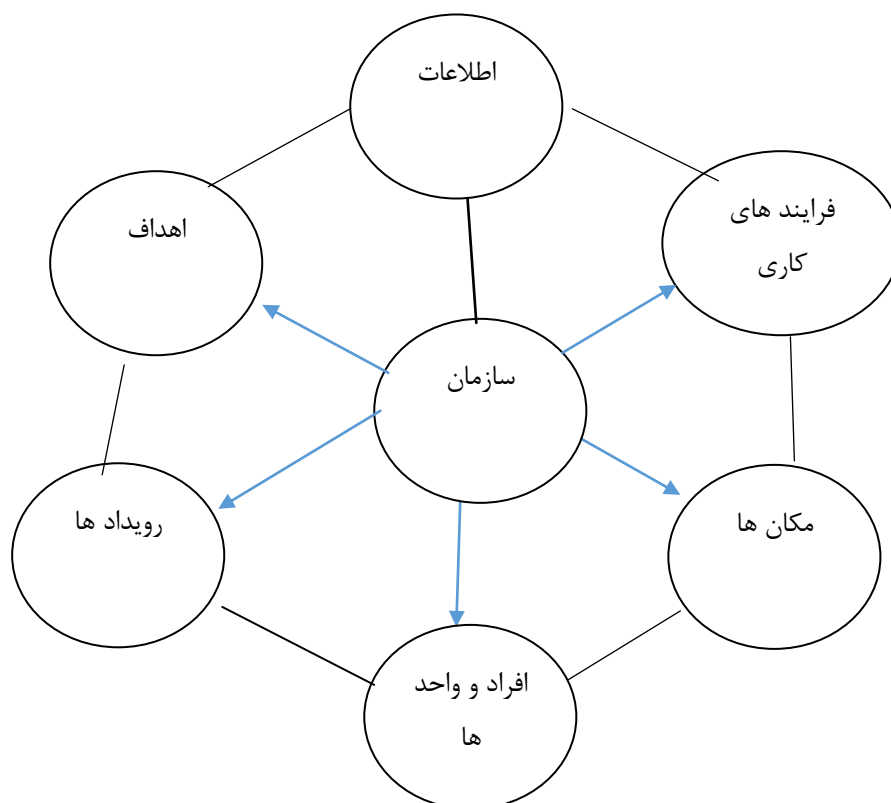 اطلاعات
فرایند های
کاری
اهداف
سازمان
مکان ها
رویداد ها
افراد و واحد
ها